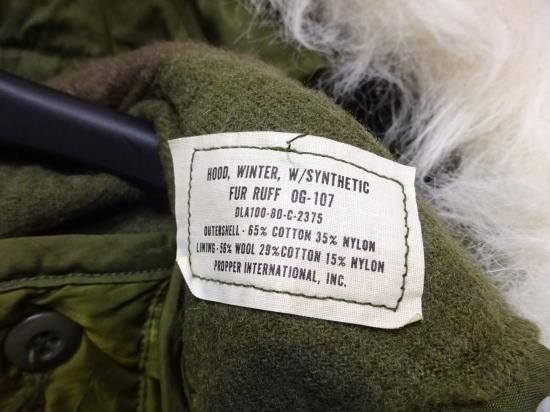 HOOD, WINTER, W/SYNTHETIC
FUR RUFF OG-107
DLA100-80-C-2375
OUTERSHELL - 65% COTTON 35% NYLON
LINING - 56% WOOL 29% COTTON 15% NYLON
PROPPER INTERNATIONAL, INC.